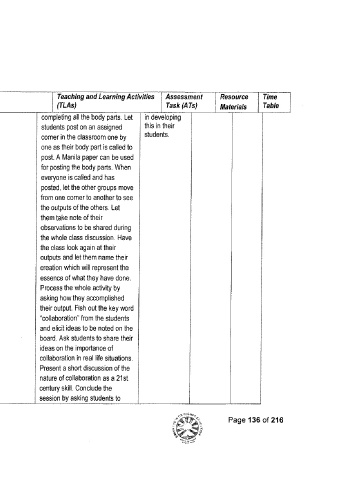 Teaching and Learning Activities
(TLAs)
Assessment
Task (ATs)
Resource
Materials
Time
Table
completing all the body parts. Let
students post on an assigned
corner in the classroom one by
one as their body part is called to
post. A Manila paper can be used
for posting the body parts. When
everyone is called and has
posted, let the other groups move
from one corner to another to see
the outputs of the others. Let
them take note of their
observations to be shared during
the whole class discussion. Have
the class look again at their
outputs and let them name their
creation which will represent the
essence of what they have done.
Process the whole activity by
asking how they accomplished
their output. Fish out the key word
"collaboration" from the students
and elicit ideas to be noted on the
board. Ask students to share their
ideas on the importance of
collaboration in real life situations.
Present a short discussion of the
nature of collaboration as a 21st
century skill. Conclude the
session by asking students to
in developing
this in their
students.
Page 136 of 216